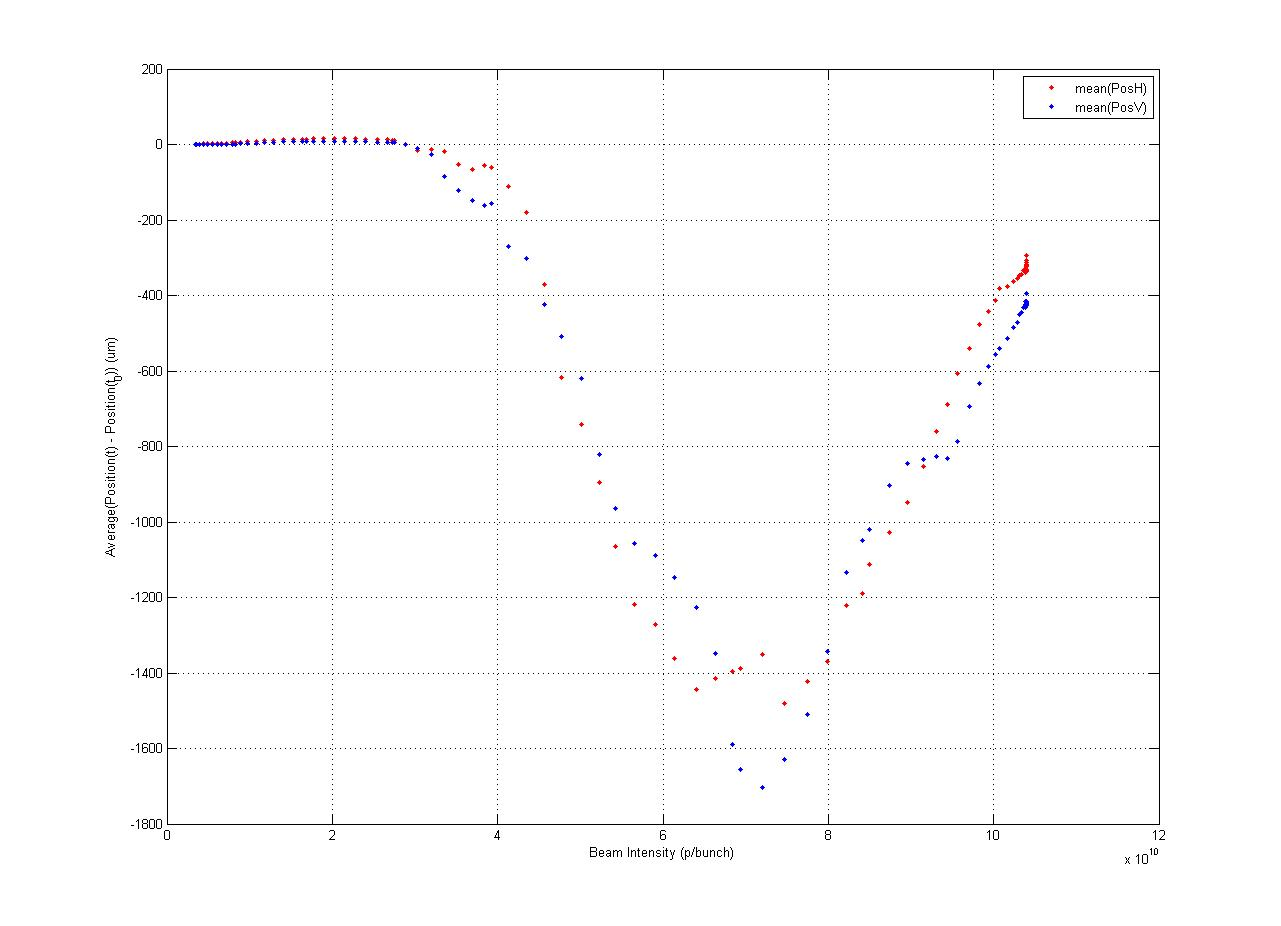 mean(PosH)
mean(PosV)
200
0
-200
-400
-600
-800
-1000
-1200
-1400
-1600
-1800
Average(Position(t) - Position(t0)) (um)
0 2 4 6 8 10 12
Beam Intensity (p/bunch)
x 10^10